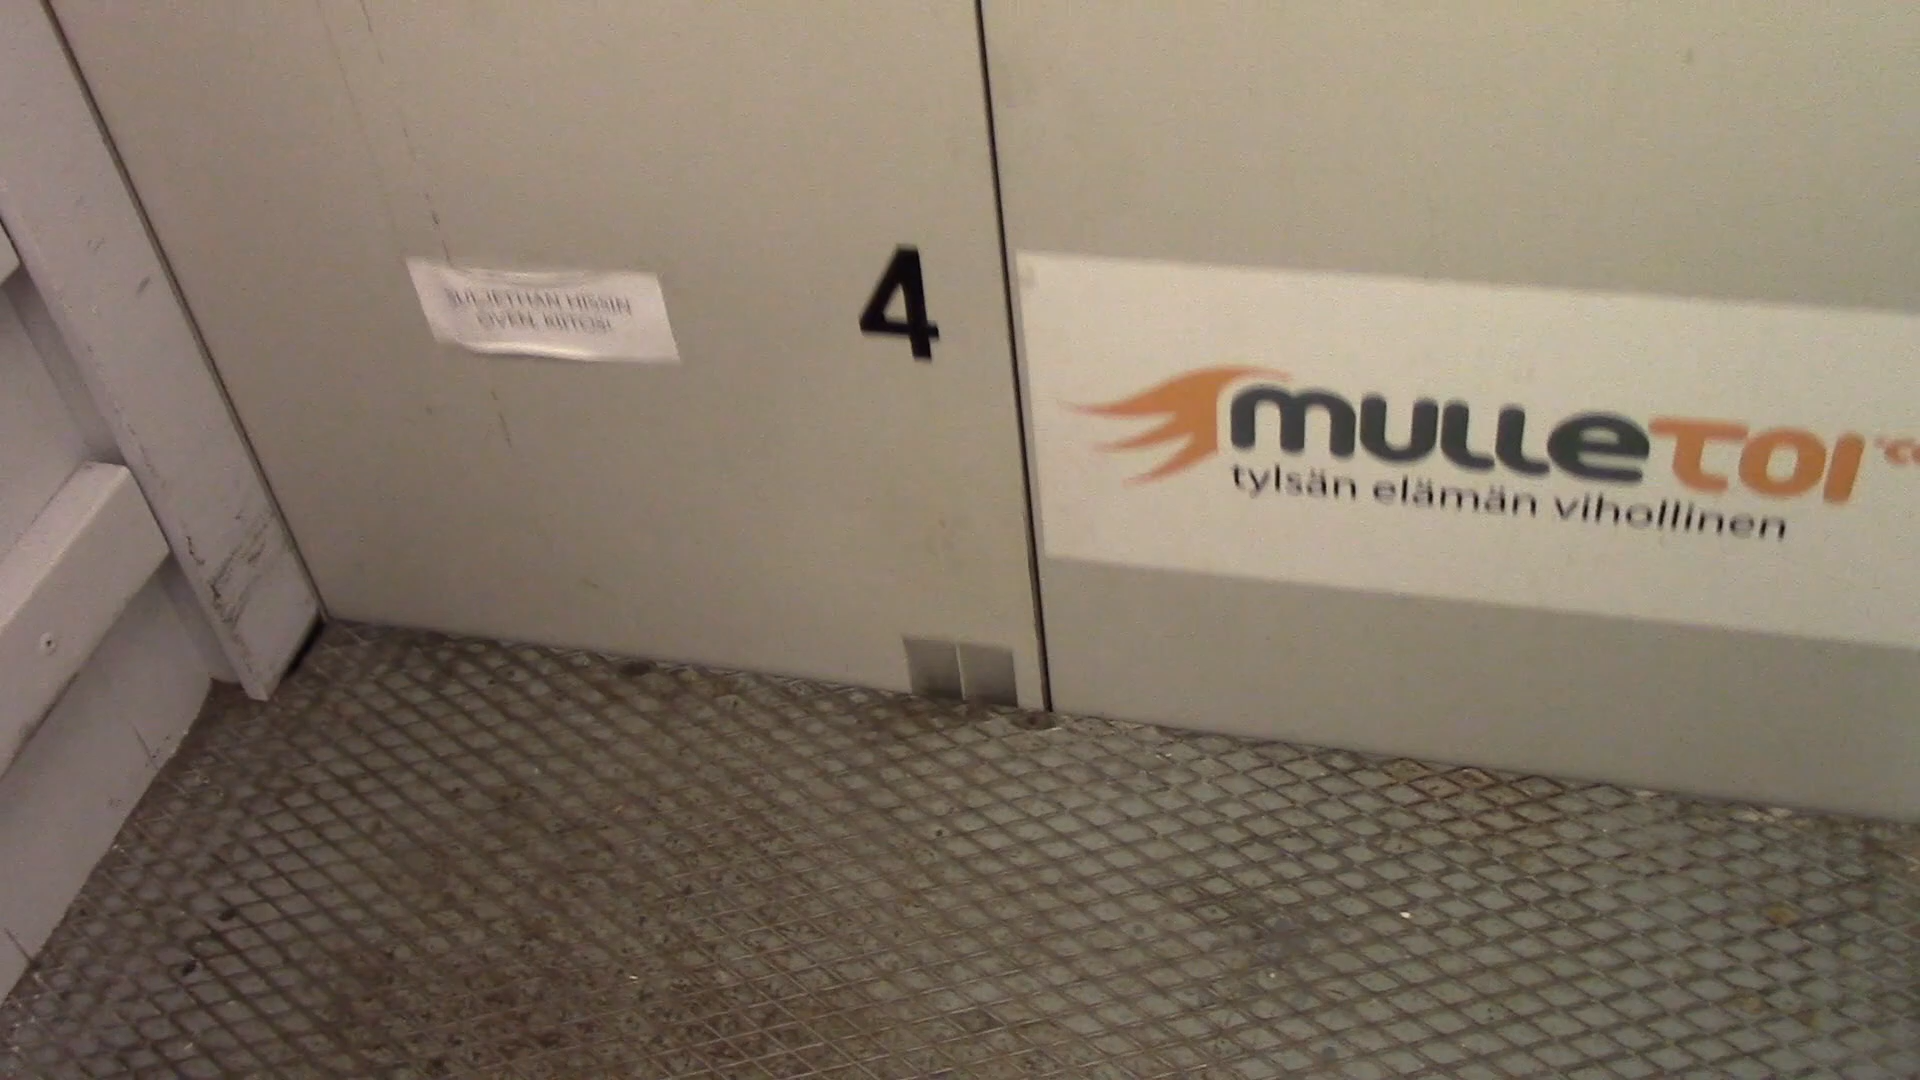 SULJETHAN HISSIN
OVEN. KIITOS!
4
mulletoi
tylsän elämän vihollinen